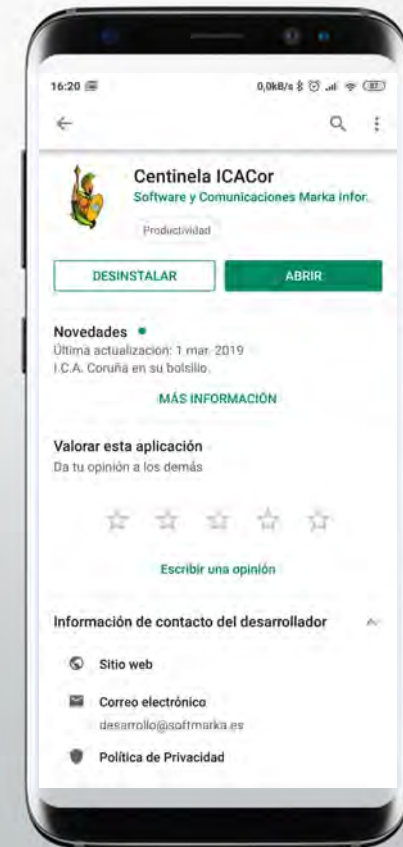 16:20 0,0kB/s 87
Centinela ICACor
Software y Comunicaciones Marka Infor.
Productividad
DESINSTALAR ABRIR
Novedades
Última actualización: 1 mar. 2019
I.C.A. Coruña en su bolsillo.
MÁS INFORMACIÓN
Valorar esta aplicación
Da tu opinión a los demás
Escribir una opinión
Información de contacto del desarrollador
Sitio web
Correo electrónico
desarrollo@softmarka.es
Política de Privacidad